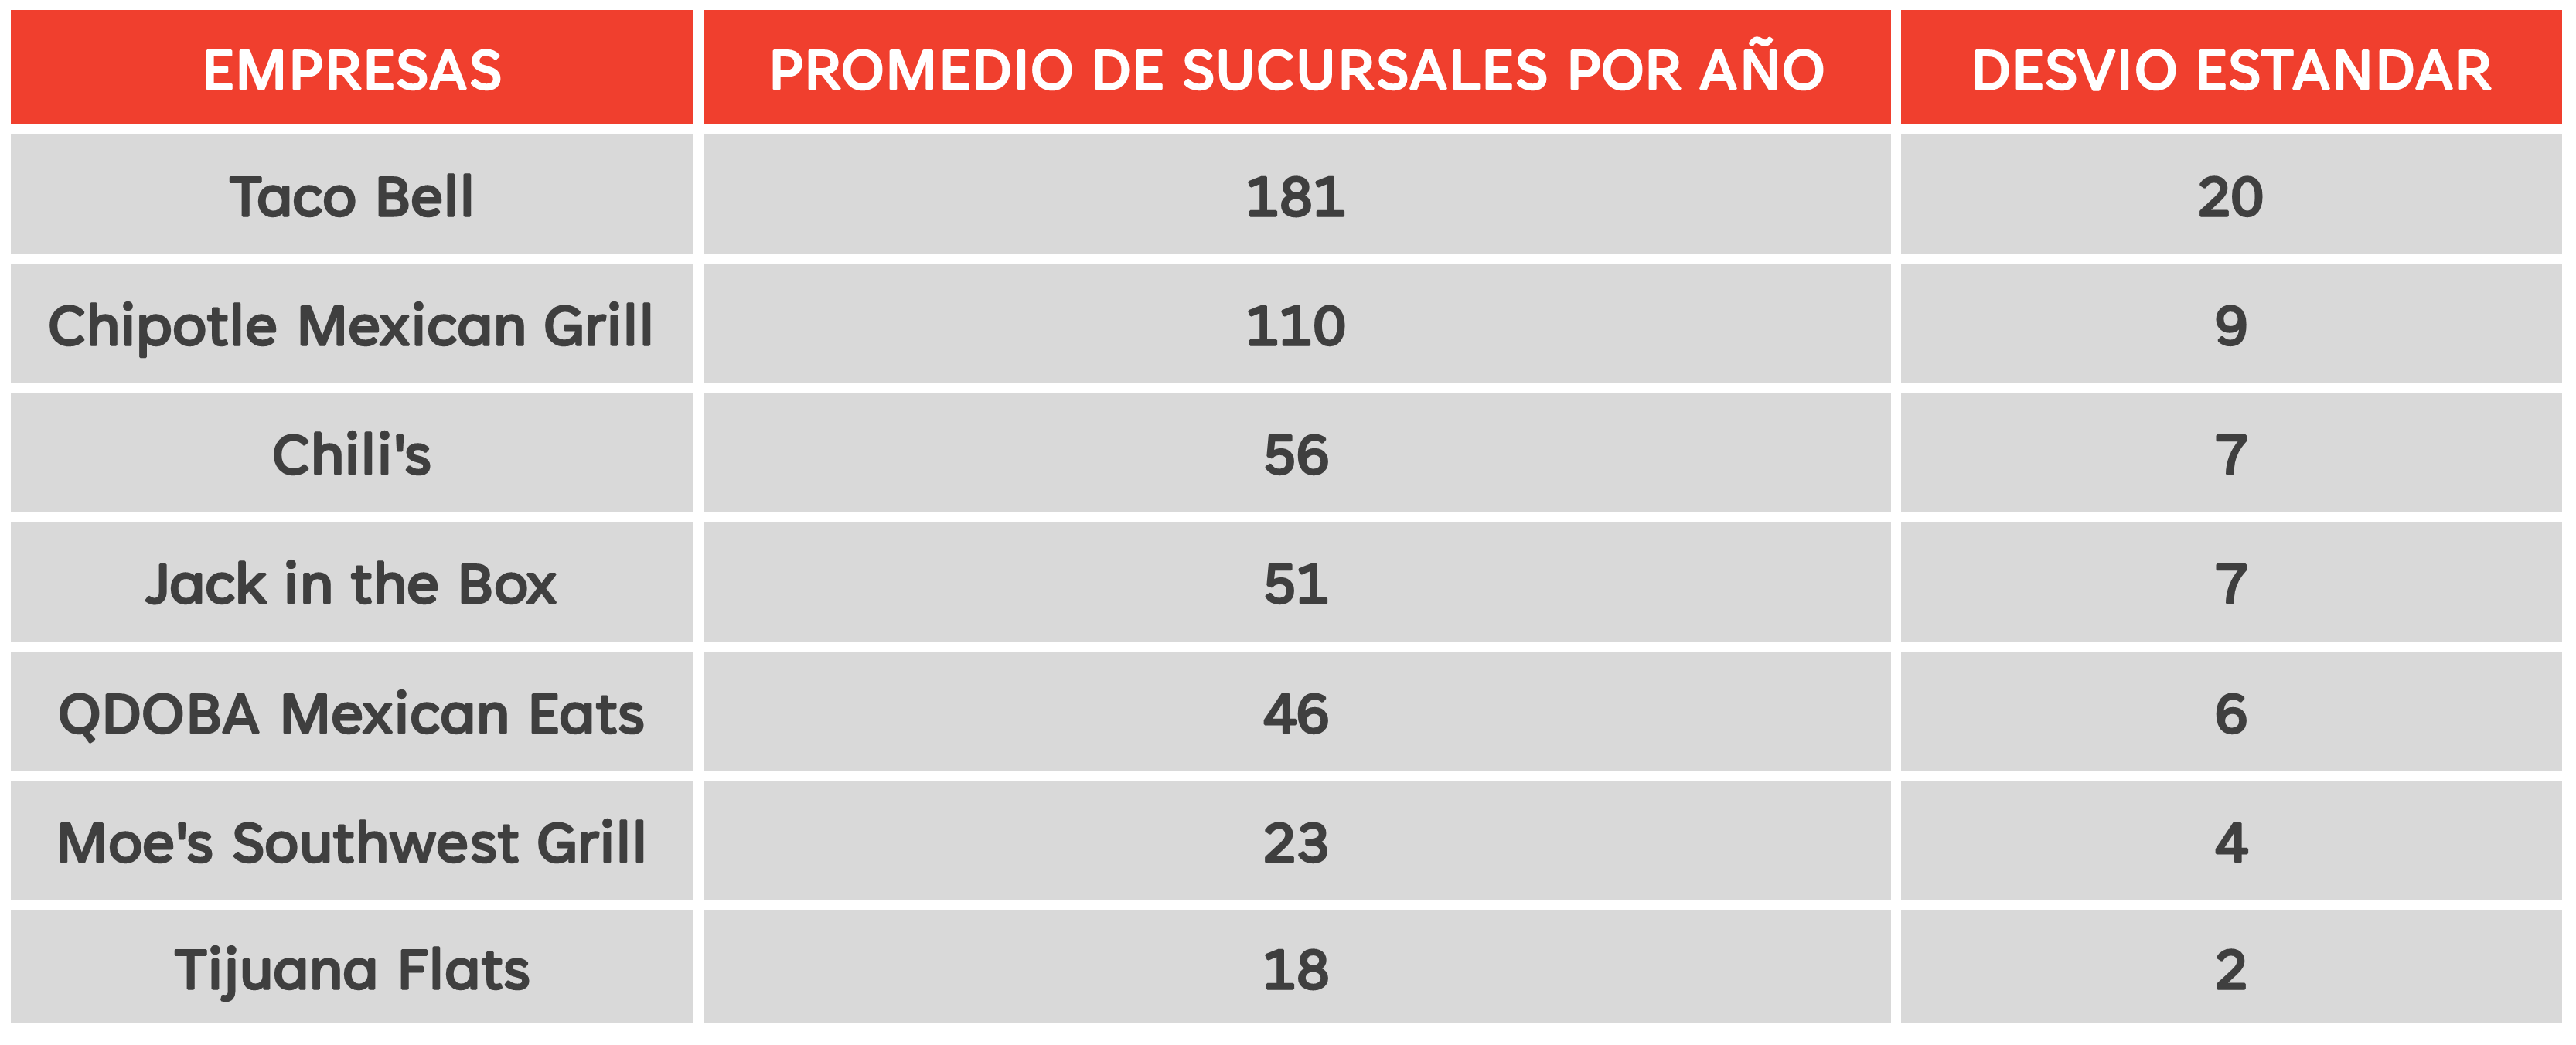 EMPRESAS PROMEDIO DE SUCURSALES POR AÑO DESVIO ESTANDAR
Taco Bell 181 20
Chipotle Mexican Grill 110 9
Chili's 56 7
Jack in the Box 51 7
QDOBA Mexican Eats 46 6
Moe's Southwest Grill 23 4
Tijuana Flats 18 2